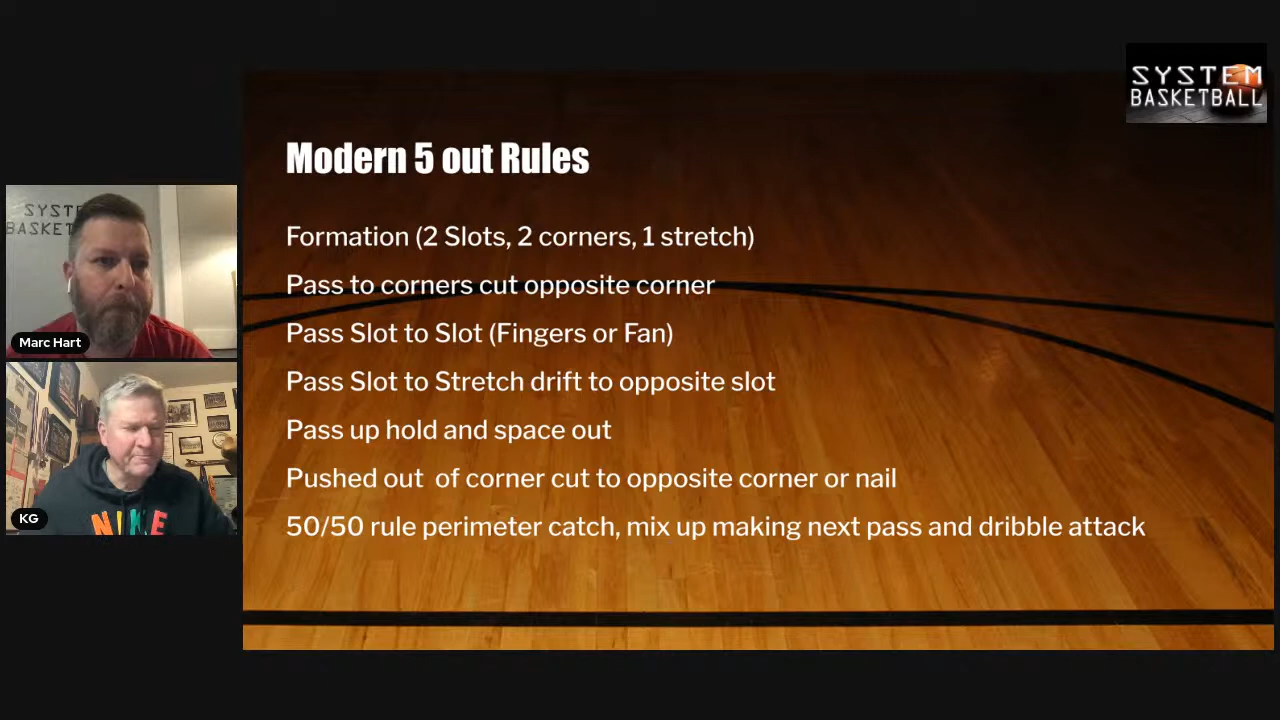 SYSTEM
BASKETBALL
Modern 5 out Rules
Formation (2 Slots, 2 corners, 1 stretch)
Pass to corners cut opposite corner
Pass Slot to Slot (Fingers or Fan)
Pass Slot to Stretch drift to opposite slot
Pass up hold and space out
Pushed out of corner cut to opposite corner or nail
50/50 rule perimeter catch, mix up making next pass and dribble attack
SYST
BASKET
Marc Hart
NIKE
KG